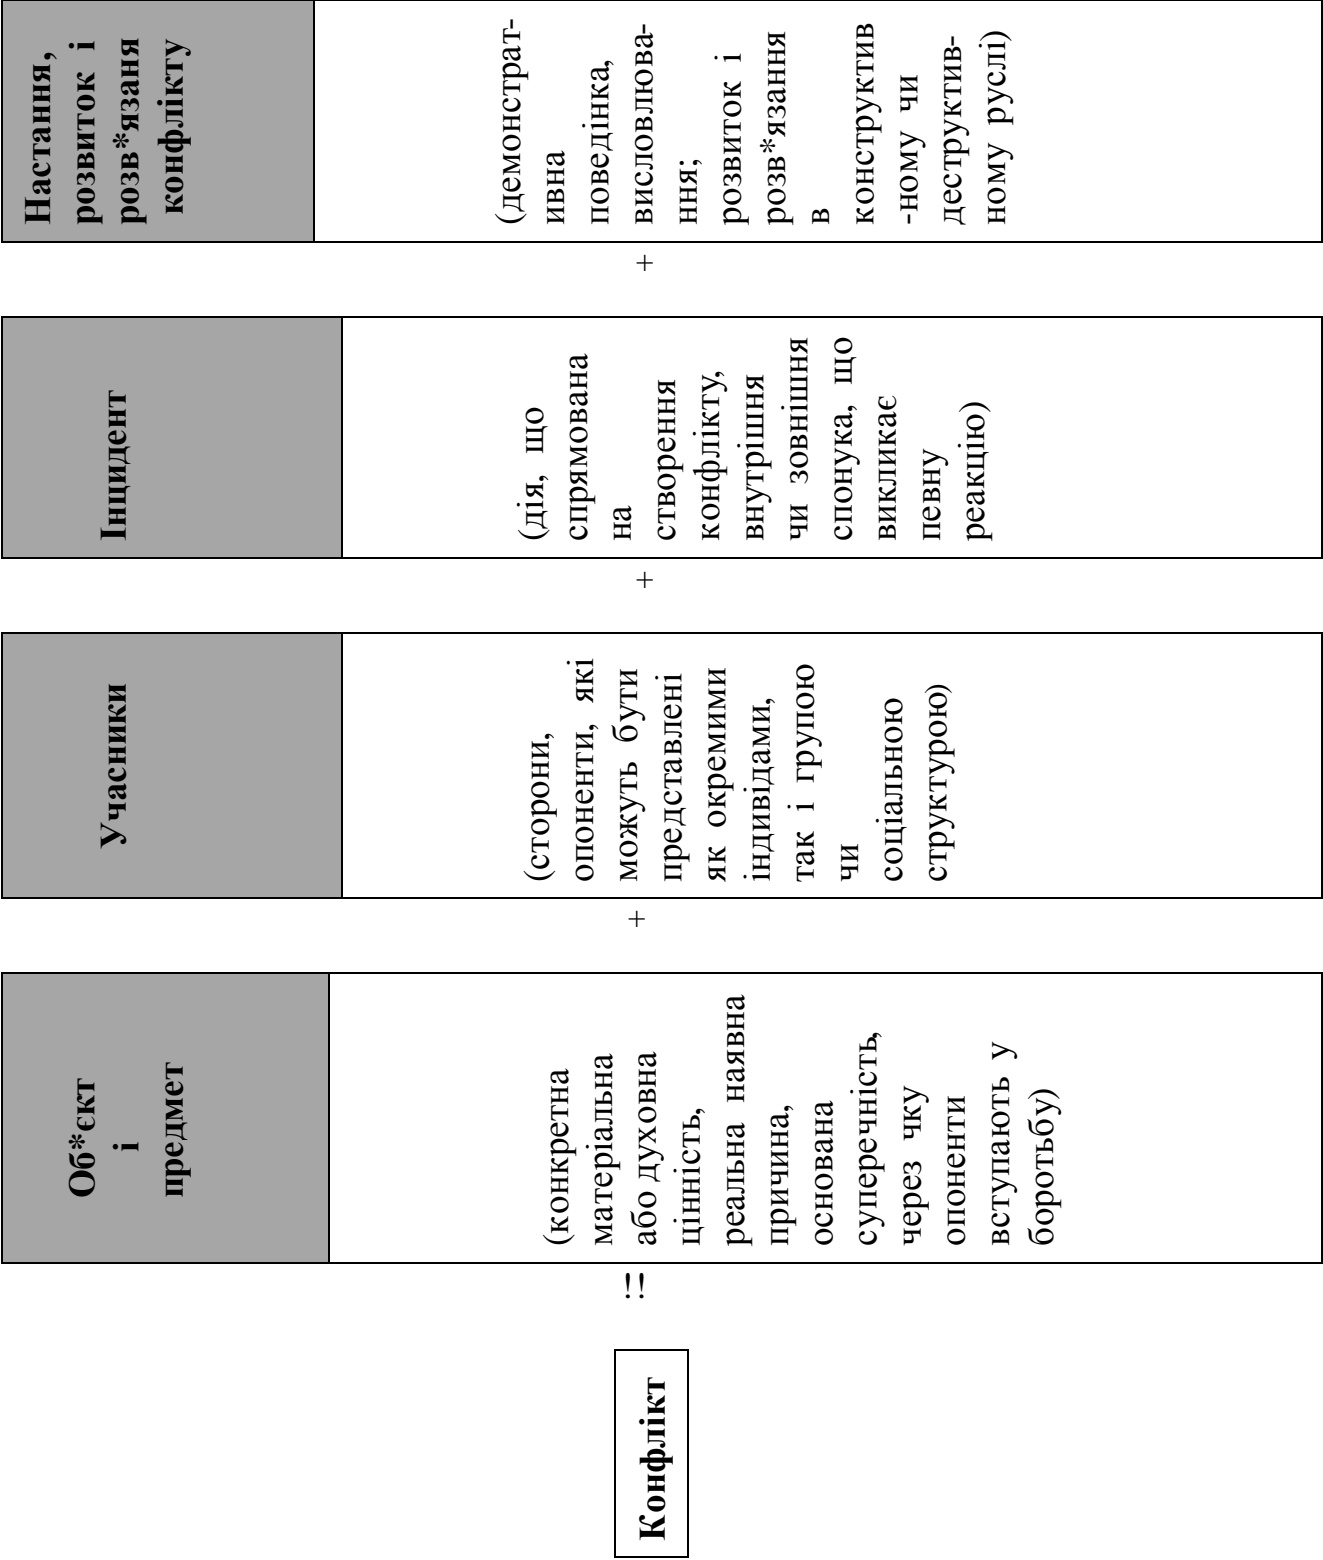 Конфлікт
!!
Об*єкт
і
предмет
(конкретна
матеріальна
або духовна
цінність,
реальна наявна
причина,
основана
суперечність,
через чку
опоненти
вступають у
боротьбу)
+
Учасники
(сторони,
опоненти, які
можуть бути
представлені
як окремими
індивідами,
так і групою
чи
соціальною
структурою)
+
Інцидент
(дія, що
спрямована
на
створення
конфлікту,
внутрішня
чи зовнішня
спонука, що
викликає
певну
реакцію)
+
Настання,
розвиток і
розв*язаня
конфлікту
(демонстрат-
ивна
поведінка,
висловлюва-
ння;
розвиток і
розв*язання
в
конструктив
-ному чи
деструктив-
ному руслі)